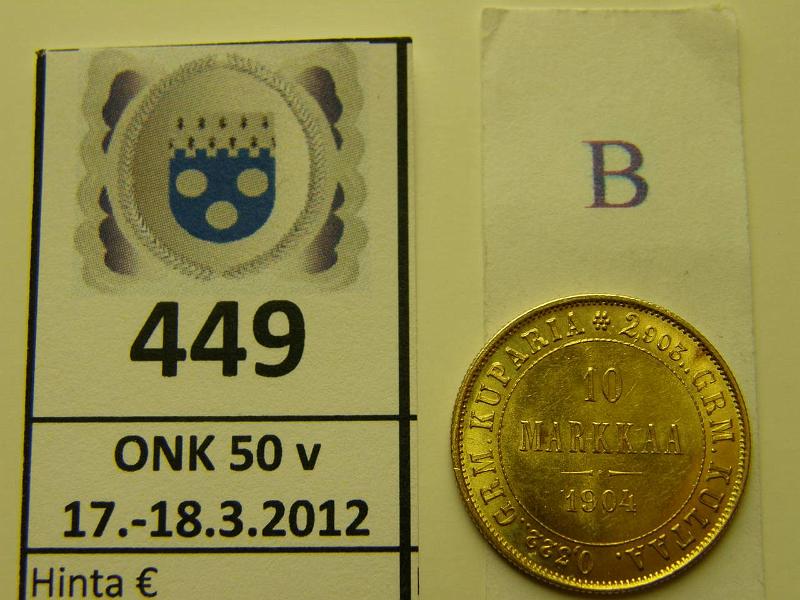 449
ONK 50 v
17.-18.3.2012
Hinta €
B
0,322. GRM. KUPARIA * 2,903. GRM. KULTAA.
10
MARKKAA
1904